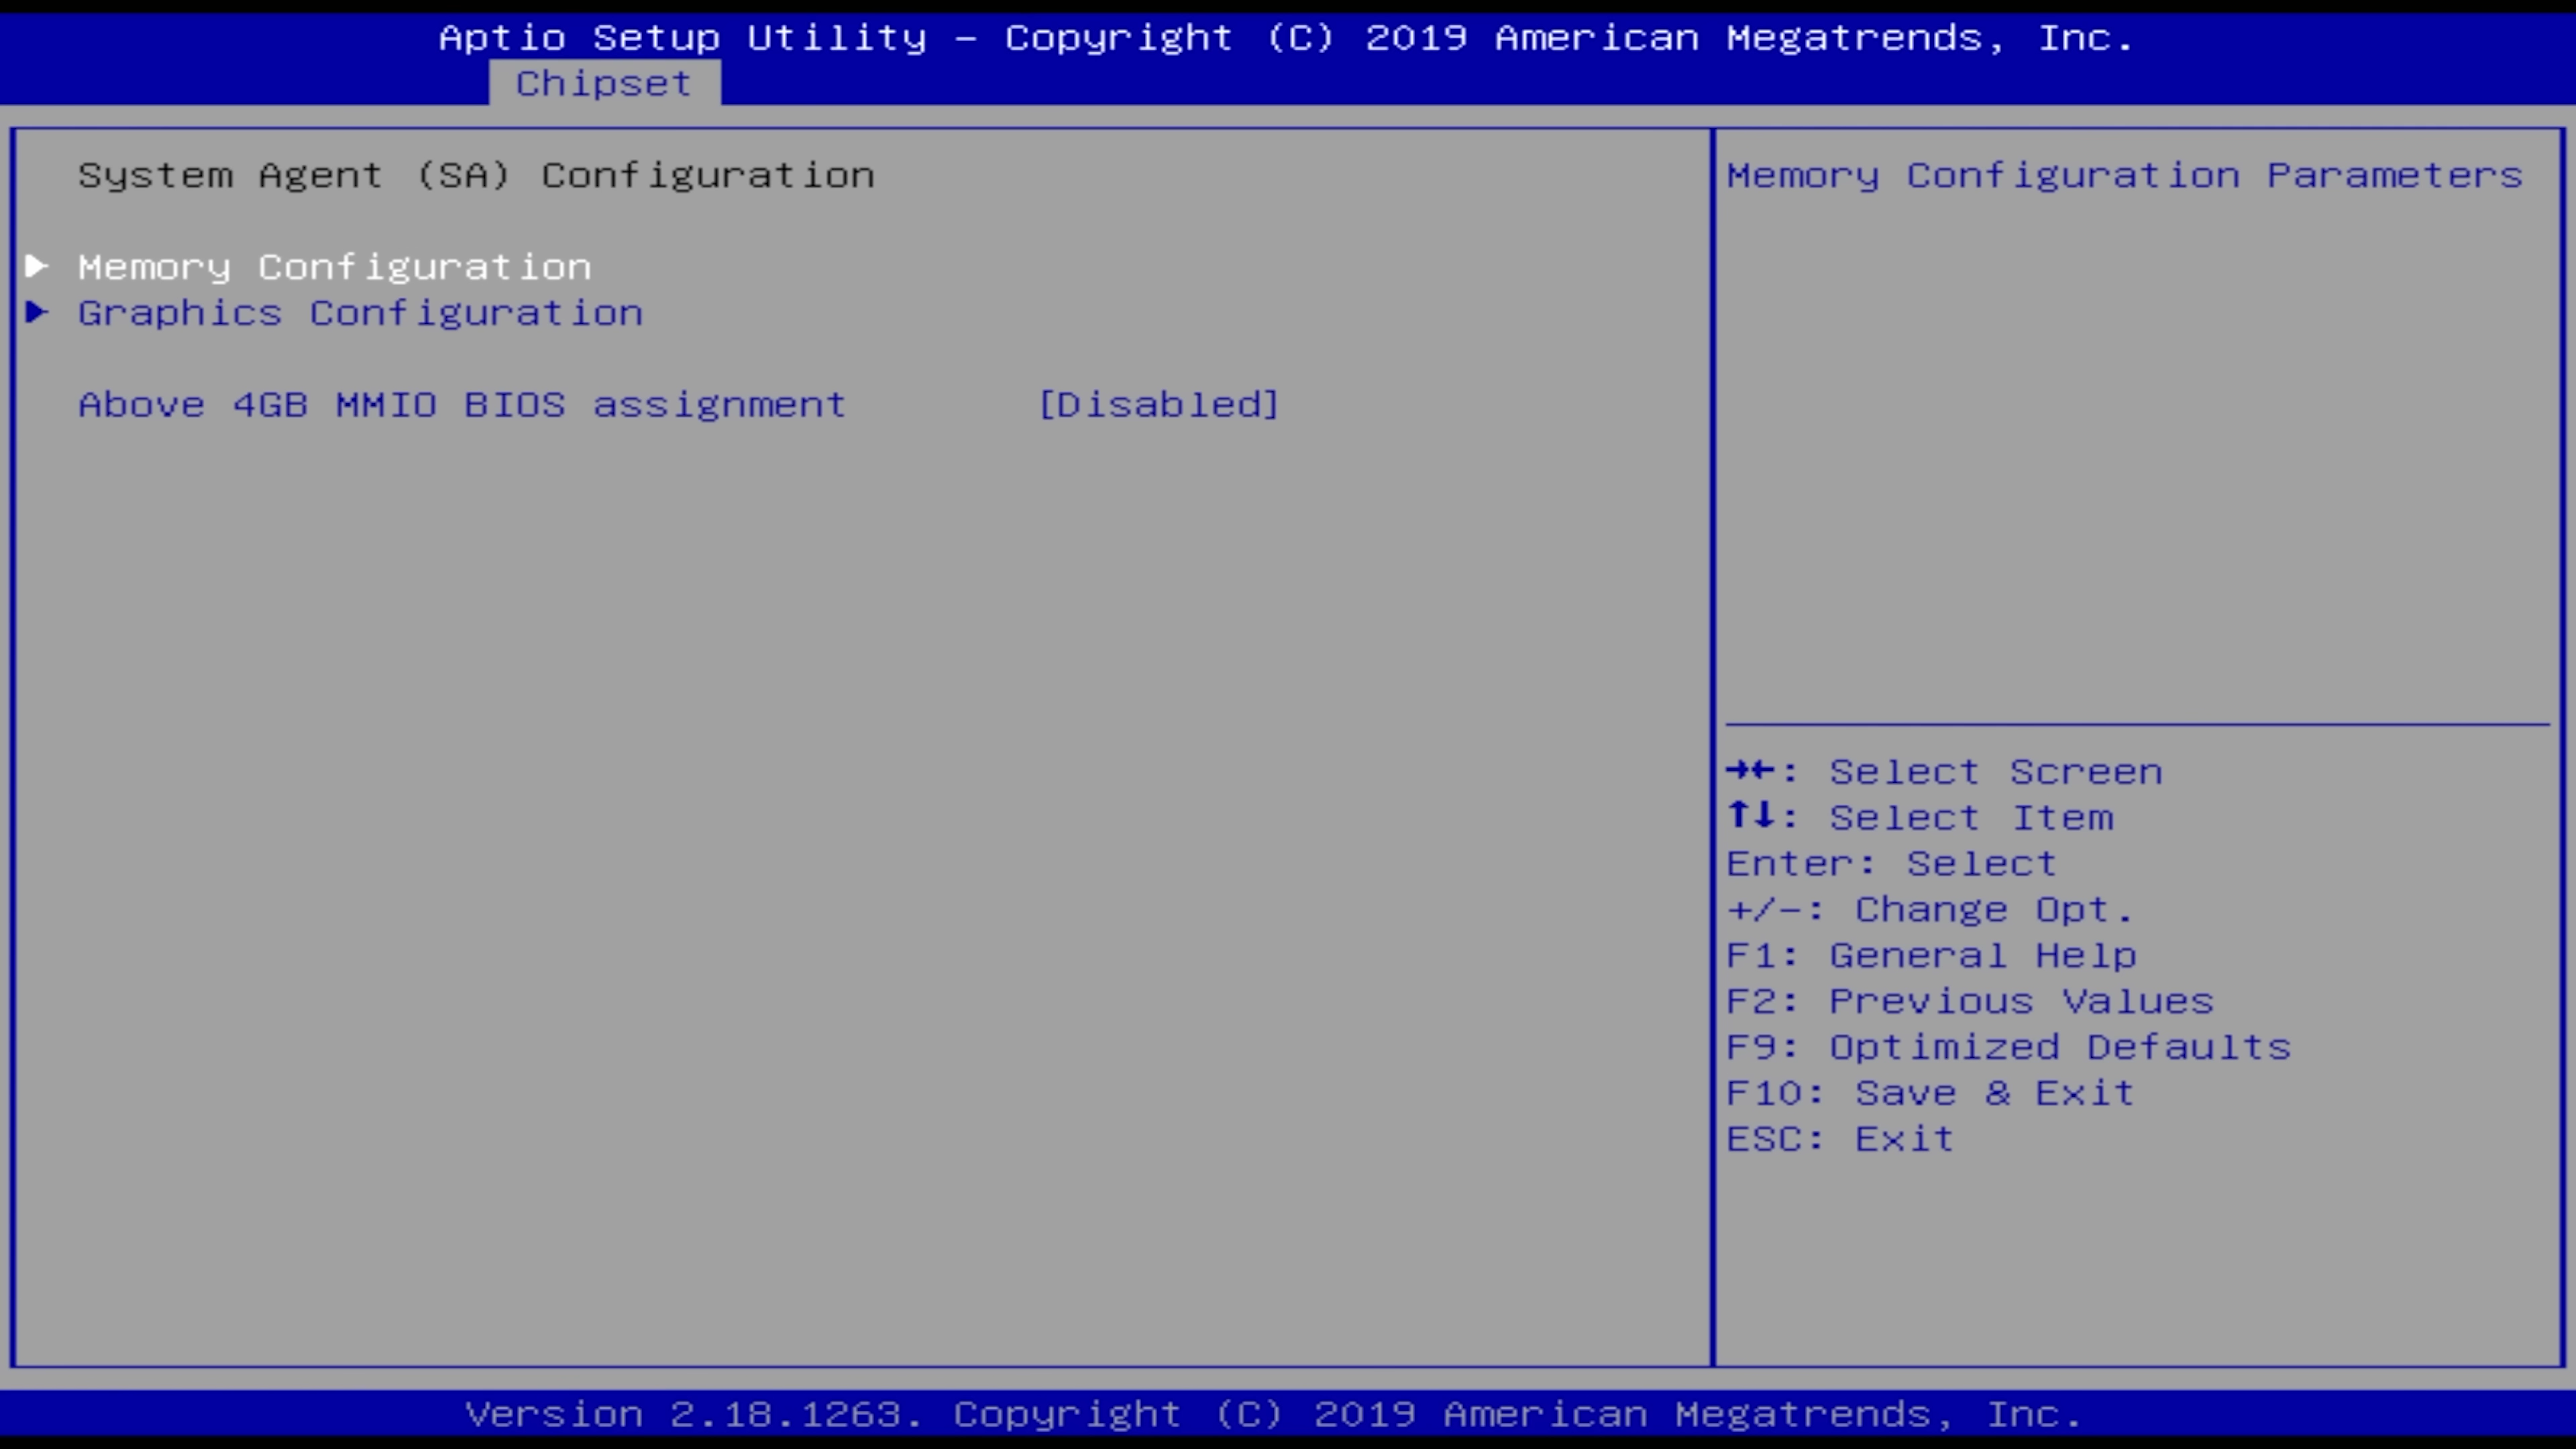 Aptio Setup Utility – Copyright (C) 2019 American Megatrends, Inc.
Chipset
System Agent (SA) Configuration
▶ Memory Configuration
▶ Graphics Configuration
Above 4GB MMIO BIOS assignment [Disabled]
Memory Configuration Parameters
→←: Select Screen
↑↓: Select Item
Enter: Select
+/-: Change Opt.
F1: General Help
F2: Previous Values
F9: Optimized Defaults
F10: Save & Exit
ESC: Exit
Version 2.18.1263. Copyright (C) 2019 American Megatrends, Inc.